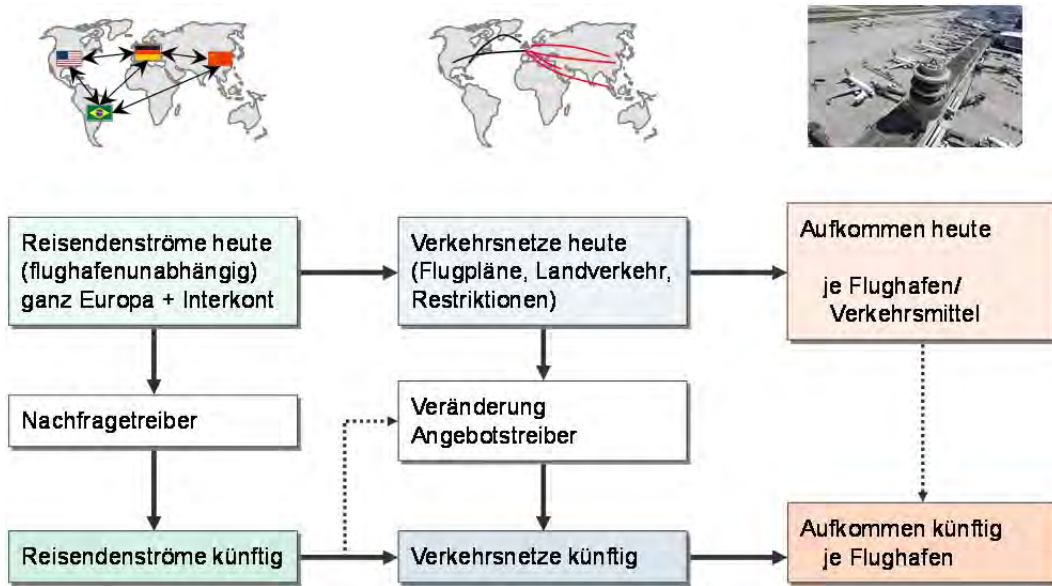 Reisendenströme heute
(flughafenunabhängig)
ganz Europa + Interkont
Verkehrsnetze heute
(Flugpläne, Landverkehr,
Restriktionen)
Aufkommen heute
je Flughafen/
Verkehrsmittel
Nachfragetreiber
Veränderung
Angebotstreiber
Reisendenströme künftig
Verkehrsnetze künftig
Aufkommen künftig
je Flughafen